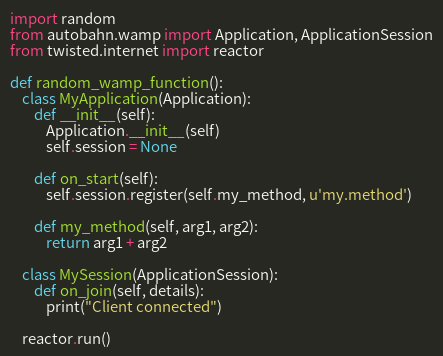 import random
from autobahn.wamp import Application, ApplicationSession
from twisted.internet import reactor

def random_wamp_function():
    class MyApplication(Application):
        def __init__(self):
            Application.__init__(self)
            self.session = None

        def on_start(self):
            self.session.register(self.my_method, u'my.method')

        def my_method(self, arg1, arg2):
            return arg1 + arg2

    class MySession(ApplicationSession):
        def on_join(self, details):
            print("Client connected")

    reactor.run()